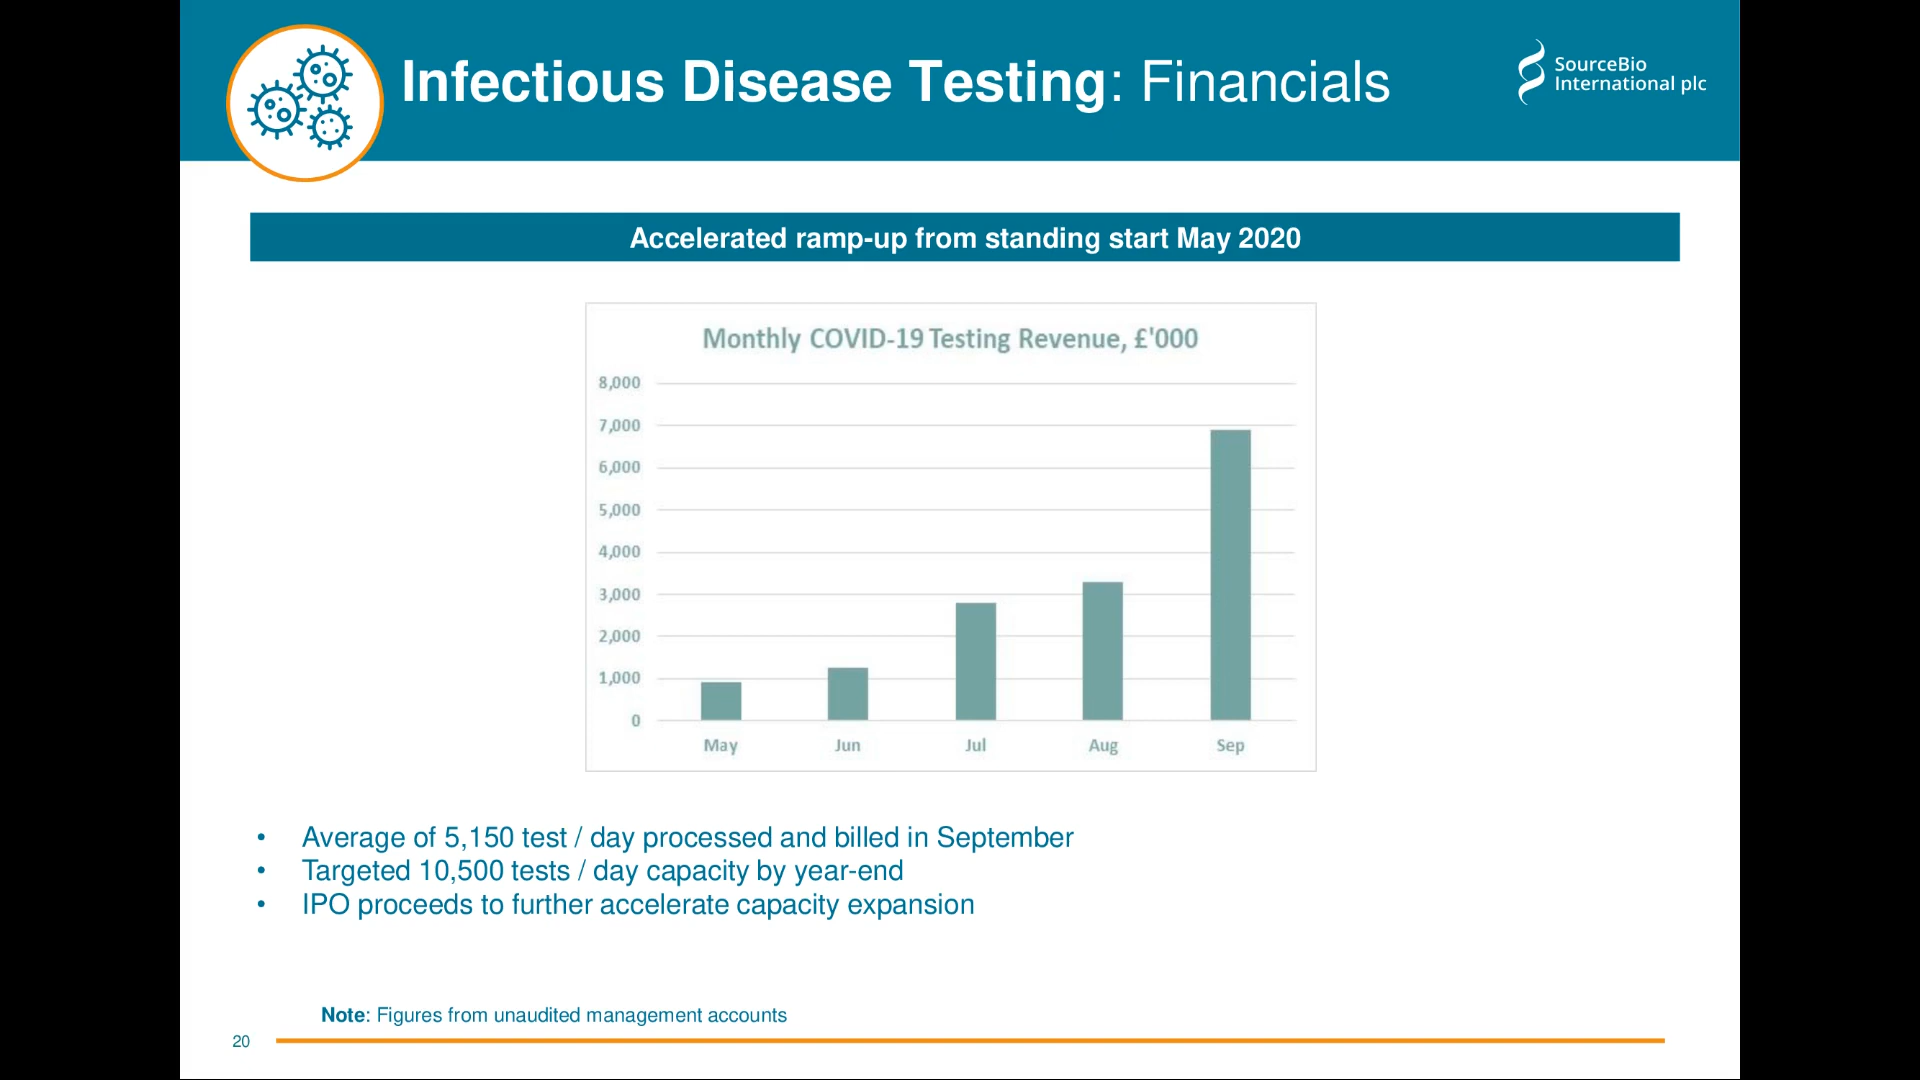 Infectious Disease Testing: Financials
SourceBio
International plc
Accelerated ramp-up from standing start May 2020
Monthly COVID-19 Testing Revenue, £'000
8,000
7,000
6,000
5,000
4,000
3,000
2,000
1,000
0
May Jun Jul Aug Sep
• Average of 5,150 test / day processed and billed in September
• Targeted 10,500 tests / day capacity by year-end
• IPO proceeds to further accelerate capacity expansion
Note: Figures from unaudited management accounts
20